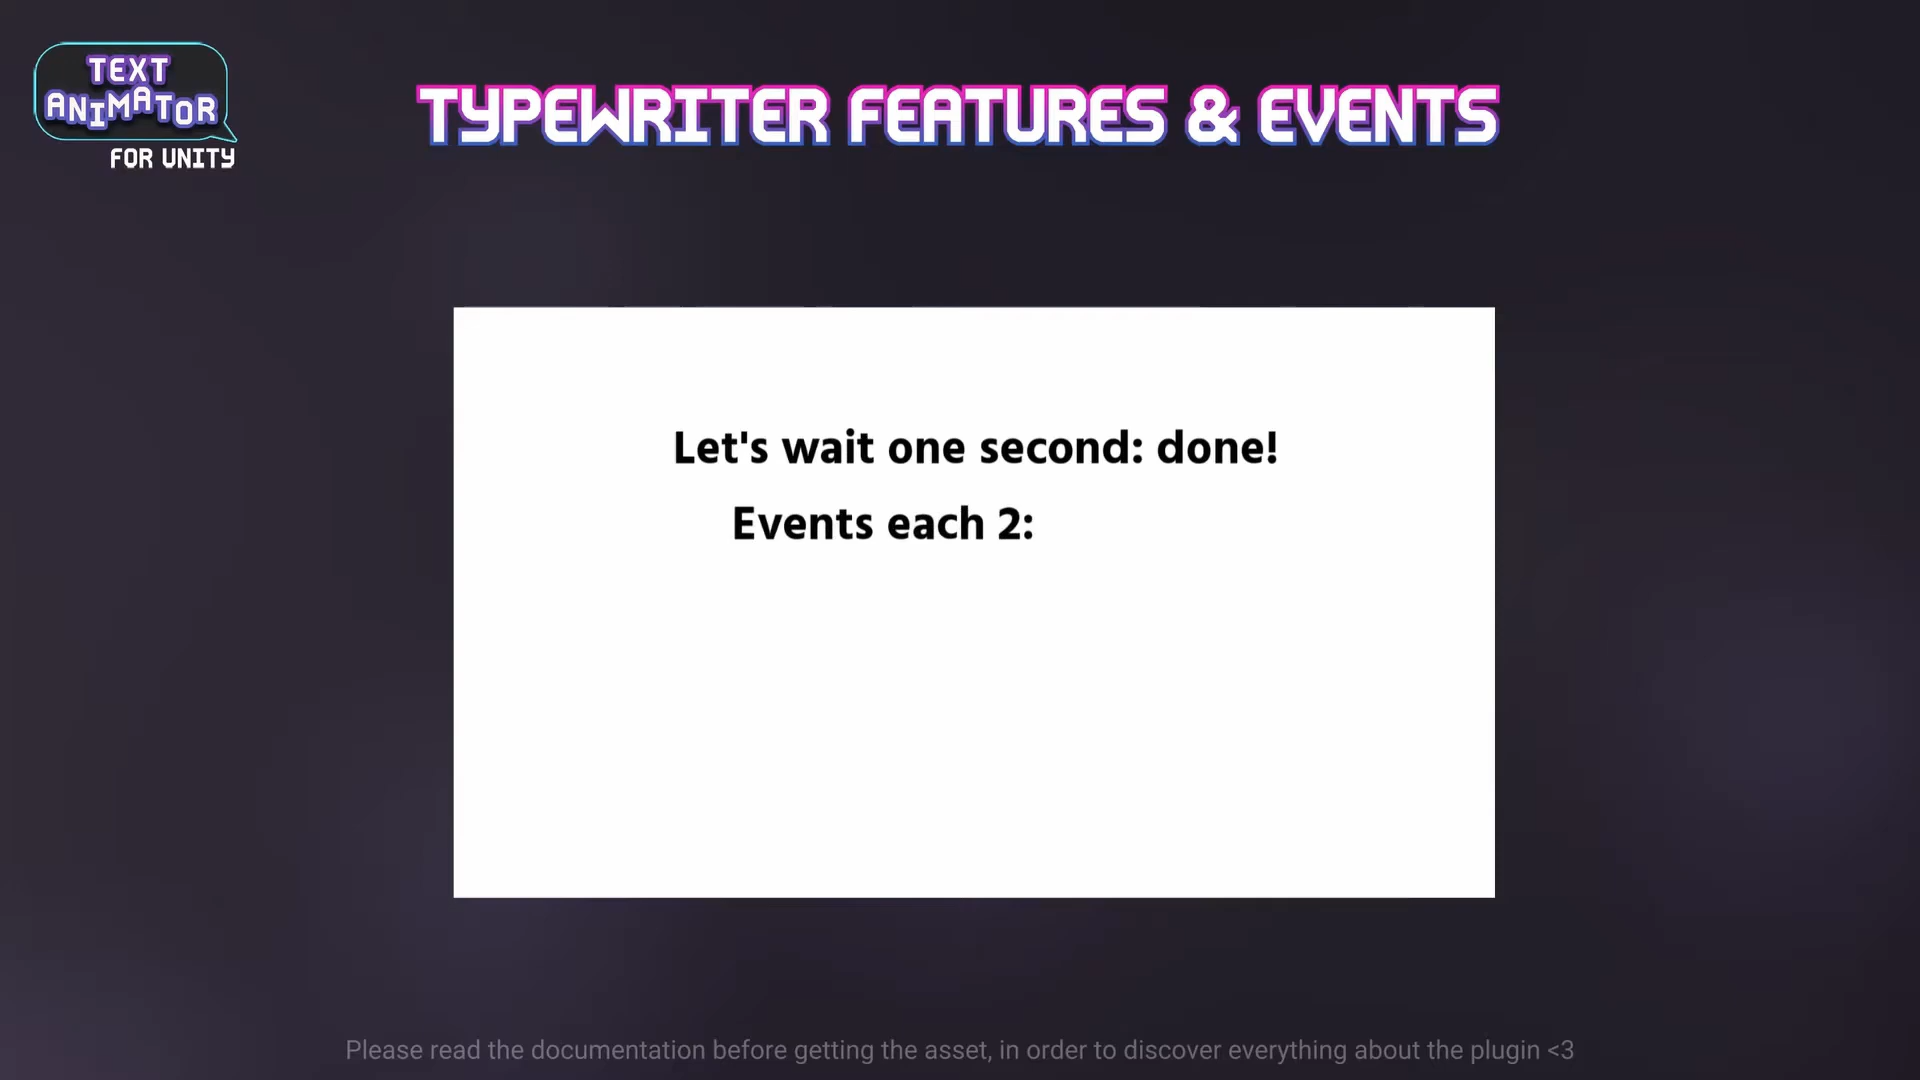 TEXT
ANIMATOR
FOR UNITY
TYPEWRITER FEATURES & EVENTS
Let's wait one second: done!
Events each 2:
Please read the documentation before getting the asset, in order to discover everything about the plugin <3